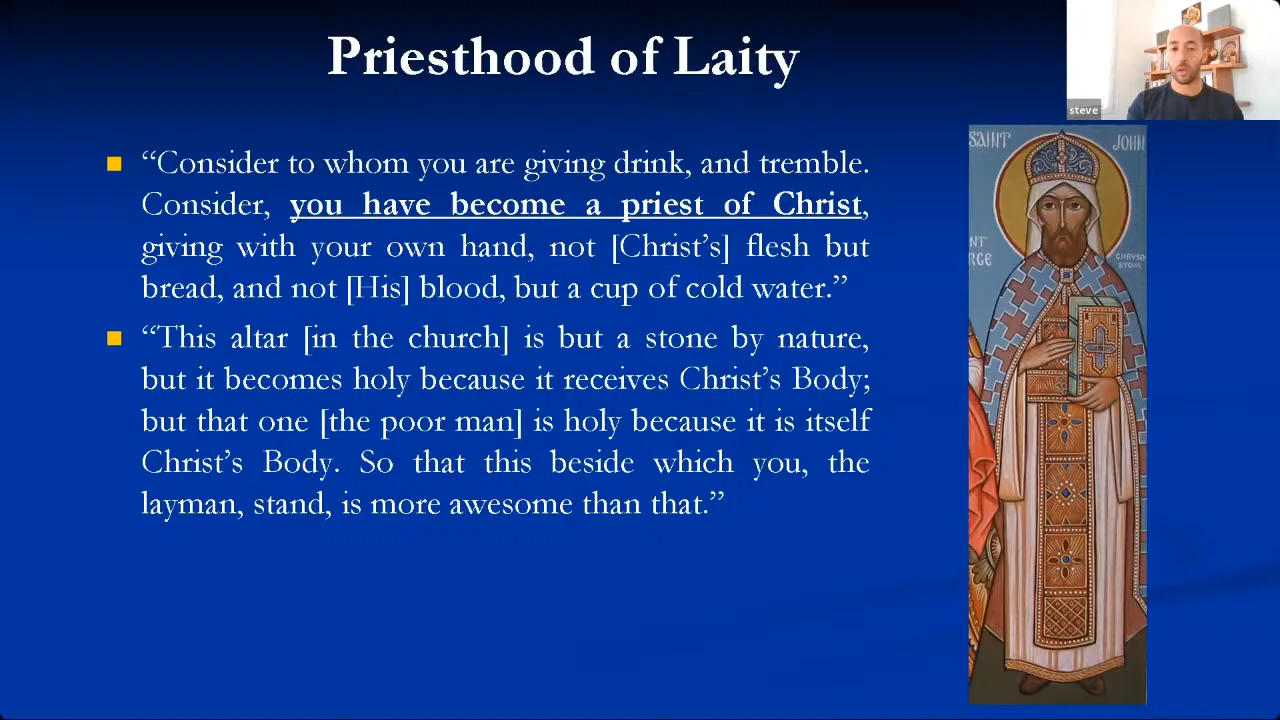 Priesthood of Laity
steve
“Consider to whom you are giving drink, and tremble.
Consider, you have become a priest of Christ,
giving with your own hand, not [Christ’s] flesh but
bread, and not [His] blood, but a cup of cold water.”
“This altar [in the church] is but a stone by nature,
but it becomes holy because it receives Christ’s Body;
but that one [the poor man] is holy because it is itself
Christ’s Body. So that this beside which you, the
layman, stand, is more awesome than that.”
SAINT JOHN
NT
RGE
CHRYSO
STOM